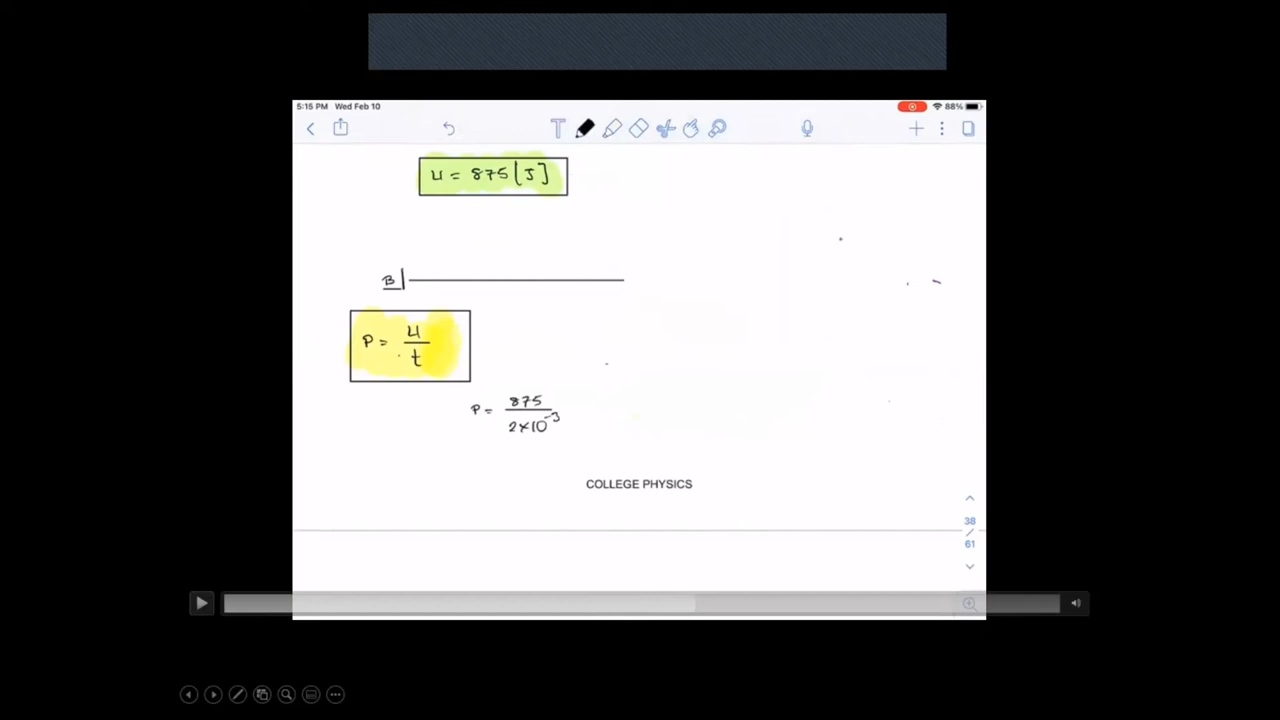 5:15 PM Wed Feb 10
88%
T
u = 875 [J]
B|
P = u / t
P = 875 / 2×10⁻³
COLLEGE PHYSICS
38
/
61